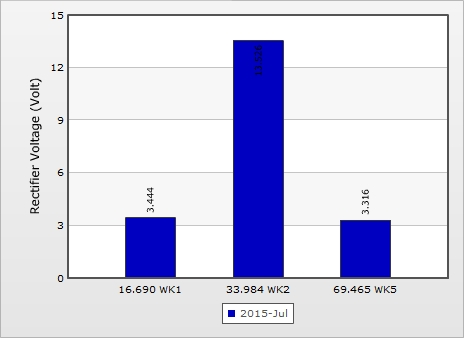 15
12
9
6
3
0
Rectifier Voltage (Volt)
3.444
3.316
16.690 WK1
33.984 WK2
69.465 WK5
2015-Jul